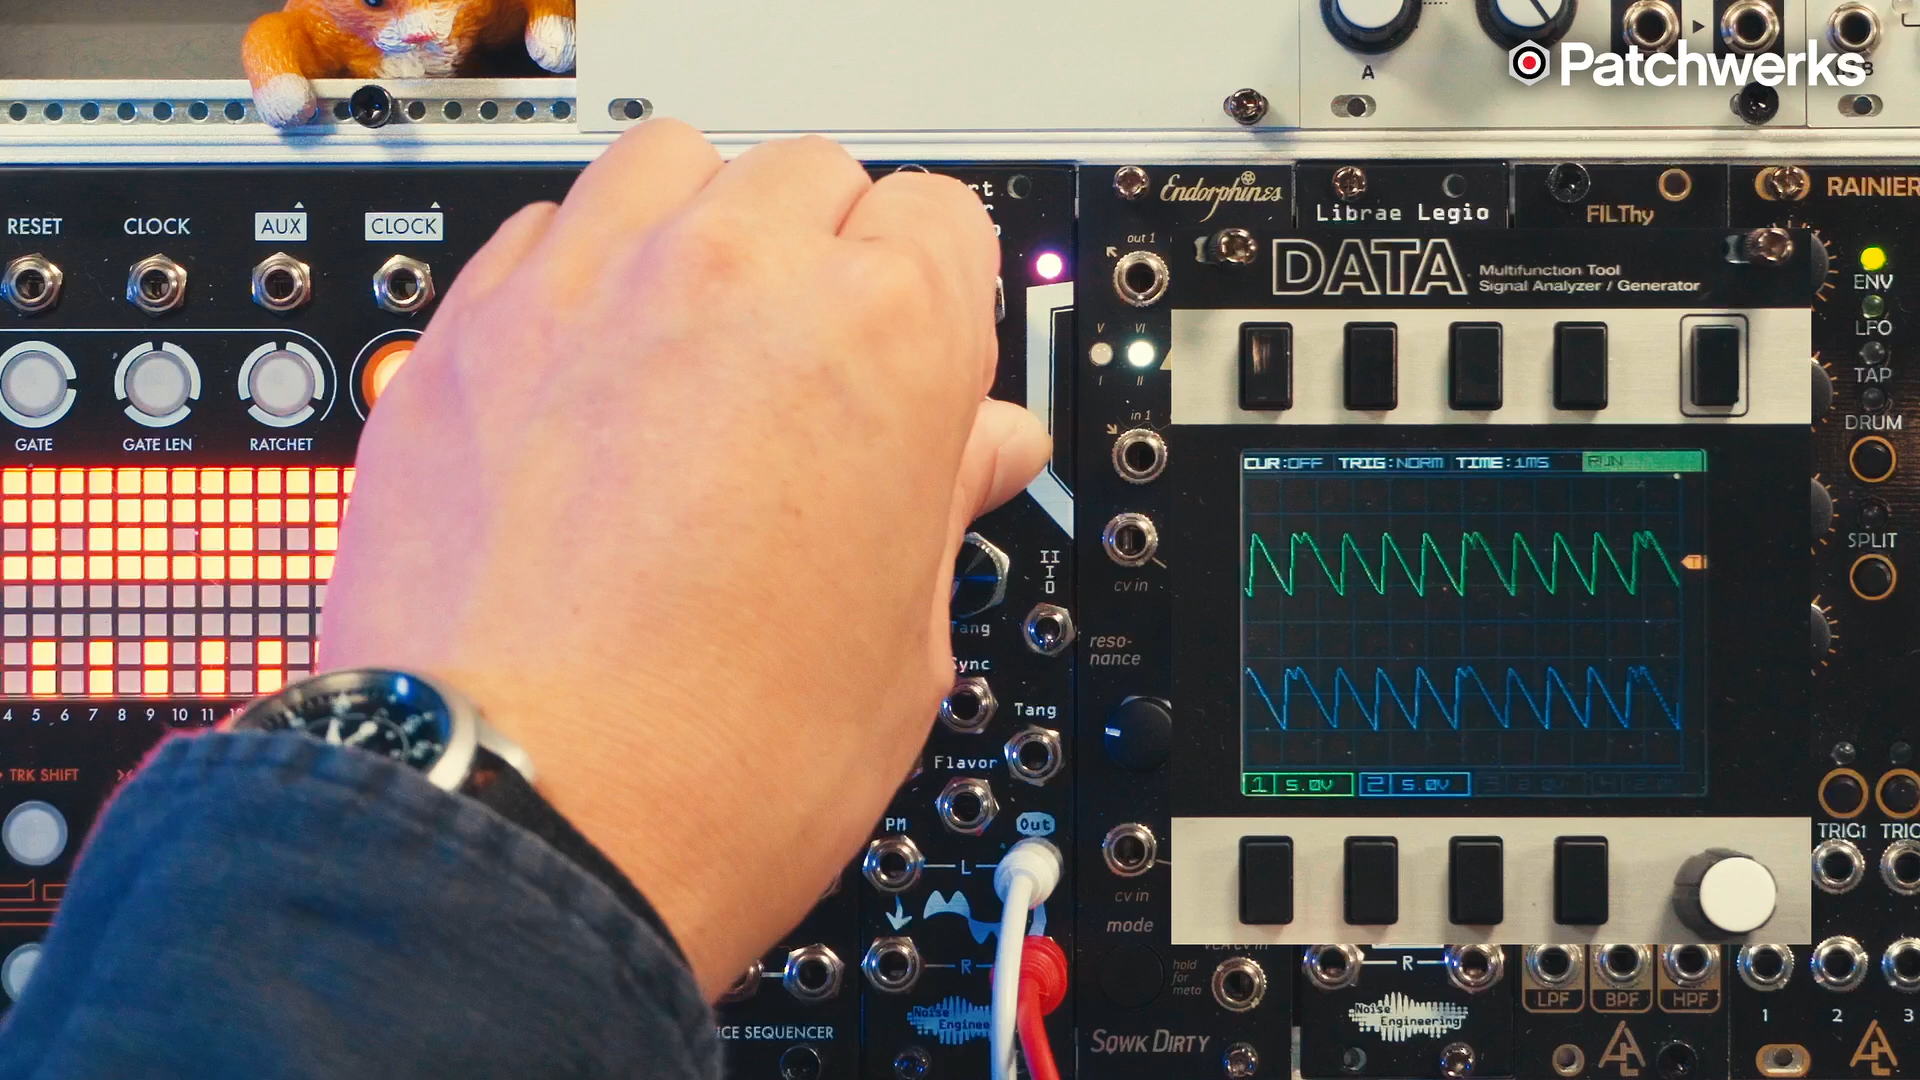 A
Patchwerks
RESET
CLOCK
AUX
CLOCK
Endorphin.es
Librae Legio
FILThy
RAINIER
out 1
DATA
Multifunction Tool
Signal Analyzer / Generator
ENV
LFO
V
VI
I
II
TAP
in 1
DRUM
GATE
GATE LEN
RATCHET
CUR:OFF
TRIG:NORM
TIME:1MS
RUN
T
SPLIT
II
I
O
cv in
Tang
reso-
nance
Sync
4 5 6 7 8 9 10 11
Tang
Flavor
TRK SHIFT
1 5.0V
2 5.0V
PM
Out
TRIG1
L
cv in
mode
R
hold
for
meta
R
LPF
BPF
HPF
Noise
Engineering
Noise
Engineering
1
2
3
SQWK DIRTY